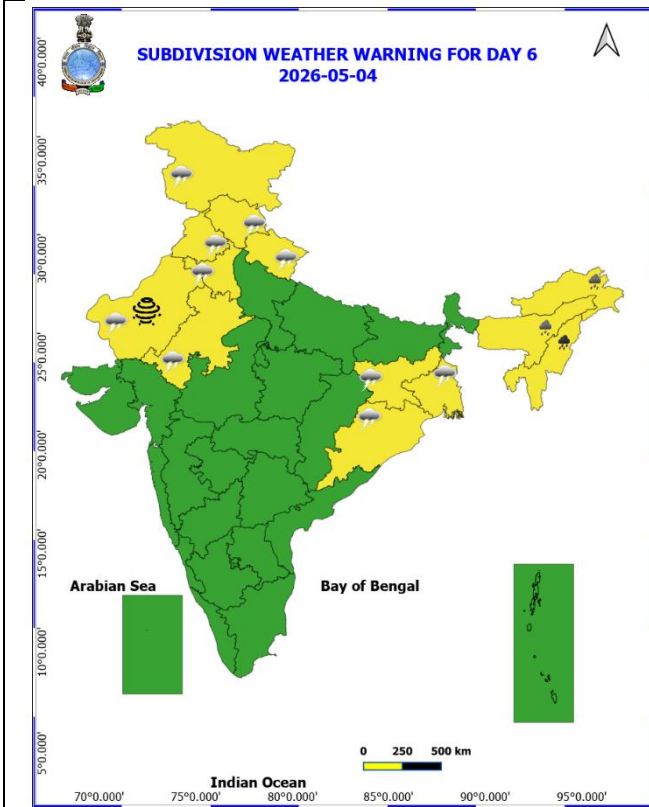 SUBDIVISION WEATHER WARNING FOR DAY 6
2026-05-04
40°0.000'
35°0.000'
30°0.000'
25°0.000'
20°0.000'
15°0.000'
10°0.000'
5°0.000'
Arabian Sea
Bay of Bengal
0 250 500 km
Indian Ocean
70°0.000' 75°0.000' 80°0.000' 85°0.000' 90°0.000' 95°0.000'